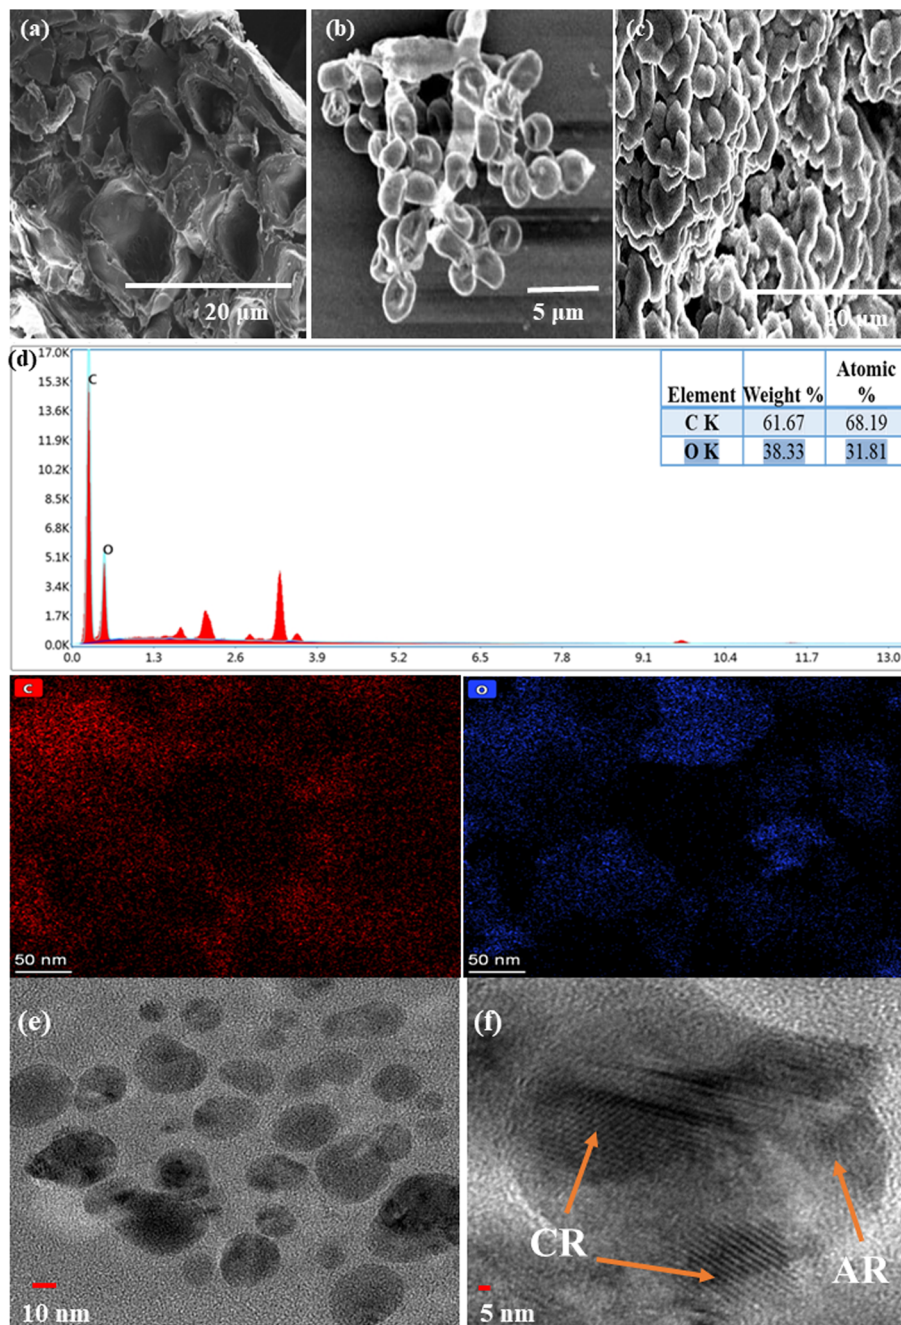 (a)
(b)
(c)
20 µm
5 µm
20 µm
(d)
17.0K
15.3K
13.6K
11.9K
10.2K
8.5K
6.8K
5.1K
3.4K
1.7K
0.0K
C
O
0.0 1.3 2.6 3.9 5.2 6.5 7.8 9.1 10.4 11.7 13.0
Element Weight % Atomic %
C K 61.67 68.19
O K 38.33 31.81
C
50 nm
O
50 nm
(e)
10 nm
(f)
CR
AR
5 nm